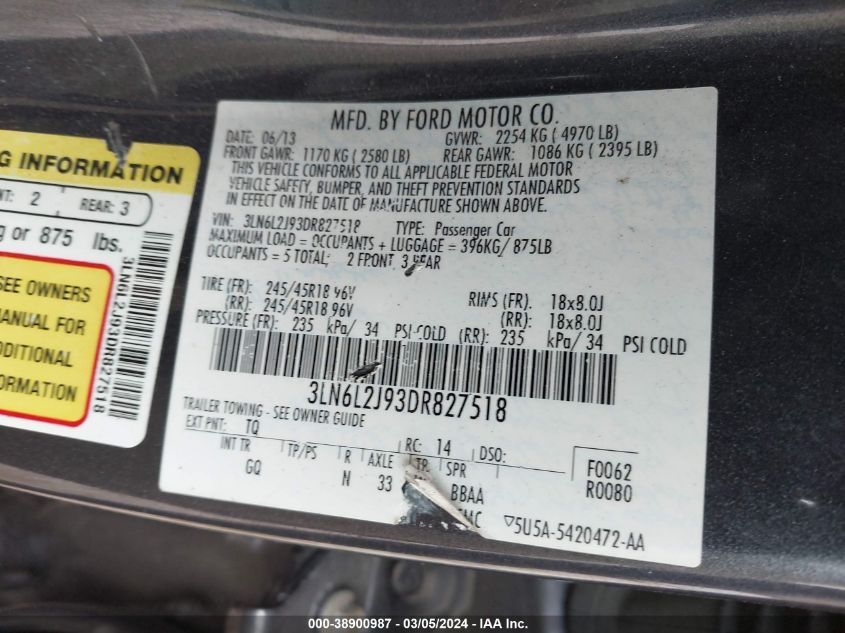 MFD. BY FORD MOTOR CO.
DATE: 06/13 GVWR: 2254 KG ( 4970 LB)
FRONT GAWR: 1170 KG ( 2580 LB) REAR GAWR: 1086 KG ( 2395 LB)
THIS VEHICLE CONFORMS TO ALL APPLICABLE FEDERAL MOTOR
VEHICLE SAFETY, BUMPER, AND THEFT PREVENTION STANDARDS
IN EFFECT ON THE DATE OF MANUFACTURE SHOWN ABOVE.
VIN: 3LN6L2J93DR827518 TYPE: Passenger Car
MAXIMUM LOAD = OCCUPANTS + LUGGAGE = 396KG/ 875LB
OCCUPANTS = 5 TOTAL: 2 FRONT, 3 REAR
TIRE (FR): 245/45R18 96V RIMS (FR). 18x8.0J
(RR): 245/45R18 96V (RR): 18x8.0J
PRESSURE (FR): 235 kPa/ 34 PSI COLD (RR): 235 kPa/ 34 PSI COLD
3LN6L2J93DR827518
TRAILER TOWING - SEE OWNER GUIDE
EXT PNT: TQ RC: 14 DSO:
INT TR TP/PS R AXLE TR SPR F0062
GQ N 33 BBAA R0080
5U5A-5420472-AA
INFORMATION
2 REAR: 3
or 875 lbs.
SEE OWNERS
MANUAL FOR
ADDITIONAL
3LN6L2J93DR827518
000-38900987 - 03/05/2024 - IAA Inc.